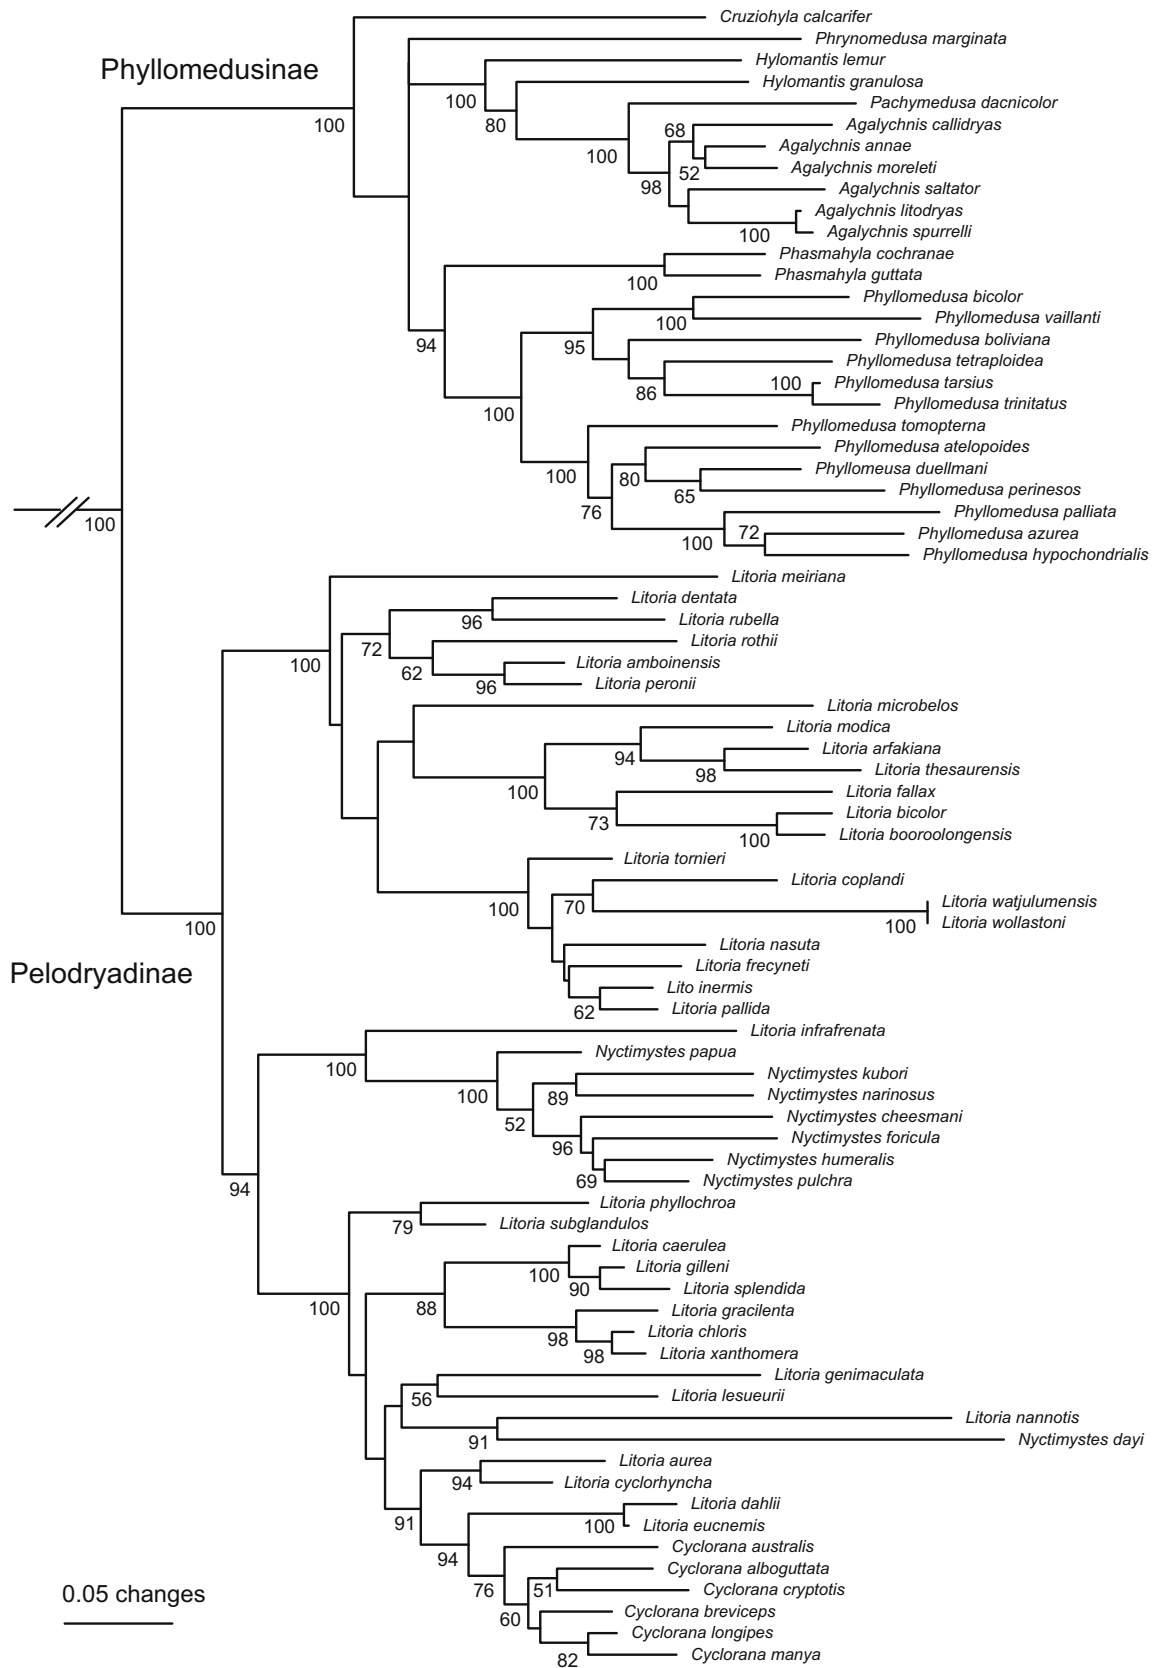 Cruziohyla calcarifer
Phrynomedusa marginata
Phyllomedusinae
Hylomantis lemur
Hylomantis granulosa
100
80
Pachymedusa dacnicolor
100
68
Agalychnis callidryas
Agalychnis annae
100
52
Agalychnis moreleti
98
Agalychnis saltator
Agalychnis litodryas
100
Agalychnis spurrelli
Phasmahyla cochranae
100
Phasmahyla guttata
Phyllomedusa bicolor
100
Phyllomedusa vaillanti
94
95
Phyllomedusa boliviana
Phyllomedusa tetraploidea
86
100
Phyllomedusa tarsius
Phyllomedusa trinitatus
100
Phyllomedusa tomopterna
Phyllomedusa atelopoides
100
80
Phyllomeusa duellmani
65
Phyllomedusa perinesos
76
Phyllomedusa palliata
100
100
72
Phyllomedusa azurea
Phyllomedusa hypochondrialis
Litoria meiriana
Litoria dentata
96
Litoria rubella
72
Litoria rothii
100
62
Litoria amboinensis
96
Litoria peronii
Litoria microbelos
Litoria modica
94
Litoria arfakiana
98
Litoria thesaurensis
100
Litoria fallax
73
Litoria bicolor
100
Litoria booroolongensis
Litoria tornieri
Litoria coplandi
100
70
Litoria watjulumensis
100
Litoria wollastoni
100
Litoria nasuta
Pelodryadinae
Litoria frecyneti
Lito inermis
62
Litoria pallida
Litoria infrafrenata
100
Nyctimystes papua
Nyctimystes kubori
100
89
Nyctimystes narinosus
52
Nyctimystes cheesmani
96
Nyctimystes foricula
Nyctimystes humeralis
69
Nyctimystes pulchra
94
Litoria phyllochroa
79
Litoria subglandulos
Litoria caerulea
100
Litoria gilleni
90
Litoria splendida
100
88
Litoria gracilenta
98
Litoria chloris
98
Litoria xanthomera
Litoria genimaculata
56
Litoria lesueurii
Litoria nannotis
91
Nyctimystes dayi
Litoria aurea
94
Litoria cyclorhyncha
Litoria dahlii
91
100
Litoria eucnemis
Cyclorana australis
94
Cyclorana alboguttata
76
51
Cyclorana cryptotis
0.05 changes
60
Cyclorana breviceps
Cyclorana longipes
82
Cyclorana manya